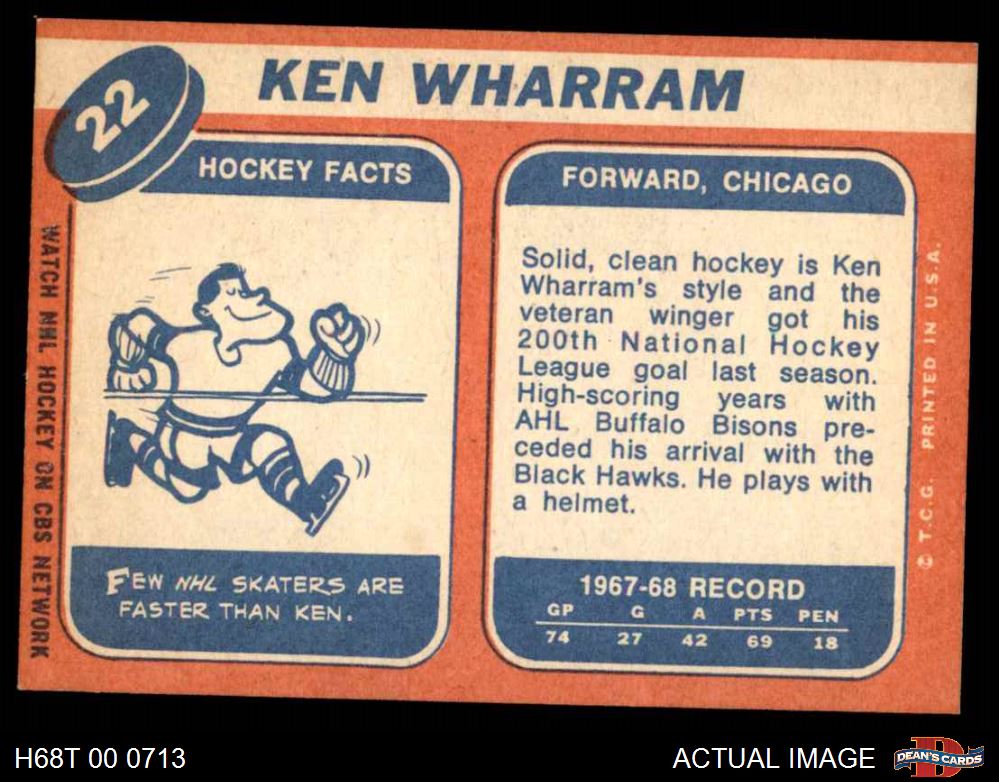 22
KEN WHARRAM
HOCKEY FACTS
FEW NHL SKATERS ARE
FASTER THAN KEN.
WATCH NHL HOCKEY ON CBS NETWORK
FORWARD, CHICAGO
Solid, clean hockey is Ken
Wharram's style and the
veteran winger got his
200th National Hockey
League goal last season.
High-scoring years with
AHL Buffalo Bisons pre-
ceded his arrival with the
Black Hawks. He plays with
a helmet.
1967-68 RECORD
GP G A PTS PEN
74 27 42 69 18
© T.C.G. PRINTED IN U.S.A.
H68T 00 0713
ACTUAL IMAGE
D
DEAN'S CARDS